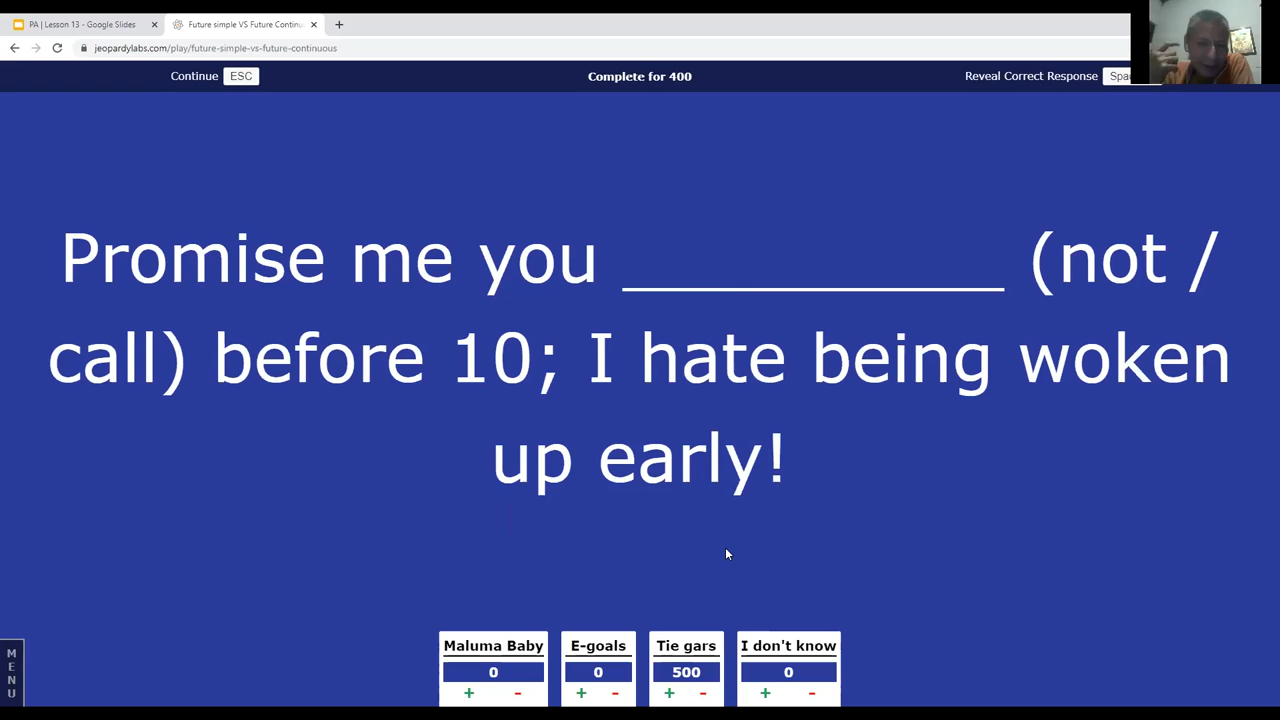 PA | Lesson 13 - Google Slides
Future simple VS Future Continu
jeopardylabs.com/play/future-simple-vs-future-continuous
Continue ESC
Complete for 400
Reveal Correct Response Spa
Promise me you ___________ (not /
call) before 10; I hate being woken
up early!
MENU
Maluma Baby E-goals Tie gars I don't know
0 0 500 0
+ - + - + - + -